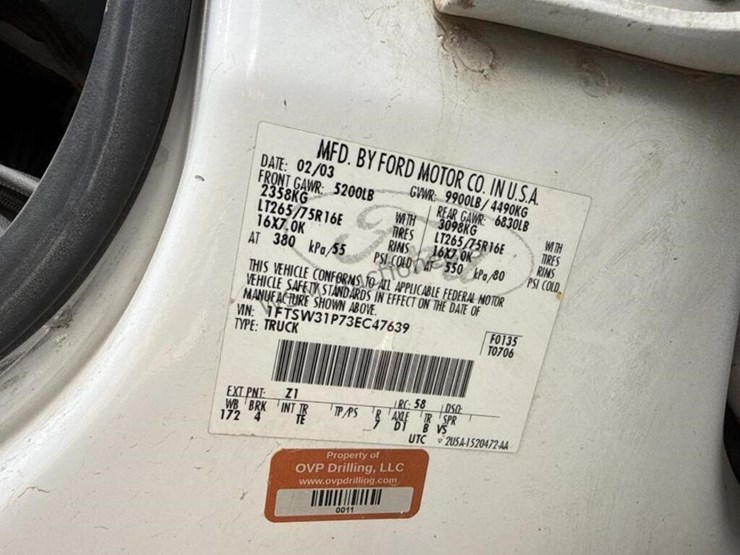 MFD. BY FORD MOTOR CO. IN U.S.A.
DATE: 02/03 GVWR: 9900LB/ 4490KG
FRONT GAWR: 5200LB REAR GAWR: 6830LB
2358KG WITH 3098KG WITH
LT265/75R16E TIRES LT265/75R16E TIRES
16X7.0K RIMS 16X7.0K RIMS
AT 380 kPa/55 PSI COLD AT 550 kPa/80 PSI COLD
THIS VEHICLE CONFORMS TO ALL APPLICABLE FEDERAL MOTOR
VEHICLE SAFETY STANDARDS IN EFFECT ON THE DATE OF
MANUFACTURE SHOWN ABOVE.
VIN: 1FTSW31P73EC47639
TYPE: TRUCK
F0135
T0706
EXT PNT: Z1 RC: 58 DSO:
WB BRK INT TR TP/PS R AXLE TR SPR
172 4 TE 7 D1 B VS
UTC 2U5A-1520472-AA
Property of
OVP Drilling, LLC
www.ovpdrilling.com
0011